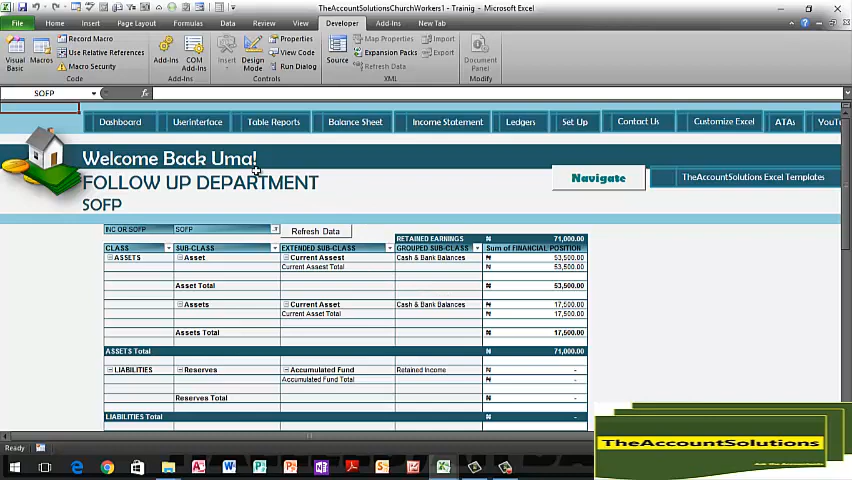 TheAccountSolutionsChurchWorkers1 - Trainig - Microsoft Excel
File Home Insert Page Layout Formulas Data Review View Developer Add-Ins New Tab
Visual Basic
Macros
Record Macro
Use Relative References
Macro Security
Code
Add-Ins
COM Add-Ins
Add-Ins
Insert
Design Mode
Properties
View Code
Run Dialog
Controls
Source
Map Properties
Expansion Packs
Refresh Data
Import
Export
XML
Document Panel
Modify
SOFP
fx
Dashboard Userinterface Table Reports Balance Sheet Income Statement Ledgers Set Up Contact Us Customize Excel ATAs YouT
Welcome Back Uma!
FOLLOW UP DEPARTMENT
SOFP
Navigate
TheAccountSolutions Excel Templates
INC OR SOFP SOFP
Refresh Data
RETAINED EARNINGS ₦ 71,000.00
CLASS SUB-CLASS EXTENDED SUB-CLASS GROUPED SUB-CLASS Sum of FINANCIAL POSITION
ASSETS Asset Current Assest Cash & Bank Balances ₦ 53,500.00
Current Assest Total ₦ 53,500.00
Asset Total ₦ 53,500.00
Assets Current Asset Cash & Bank Balances ₦ 17,500.00
Current Asset Total ₦ 17,500.00
Assets Total ₦ 17,500.00
ASSETS Total ₦ 71,000.00
LIABILITIES Reserves Accumulated Fund Retained Income ₦ -
Accumulated Fund Total ₦ -
Reserves Total ₦ -
LIABILITIES Total ₦ -
Ready
TheAccountSolutions